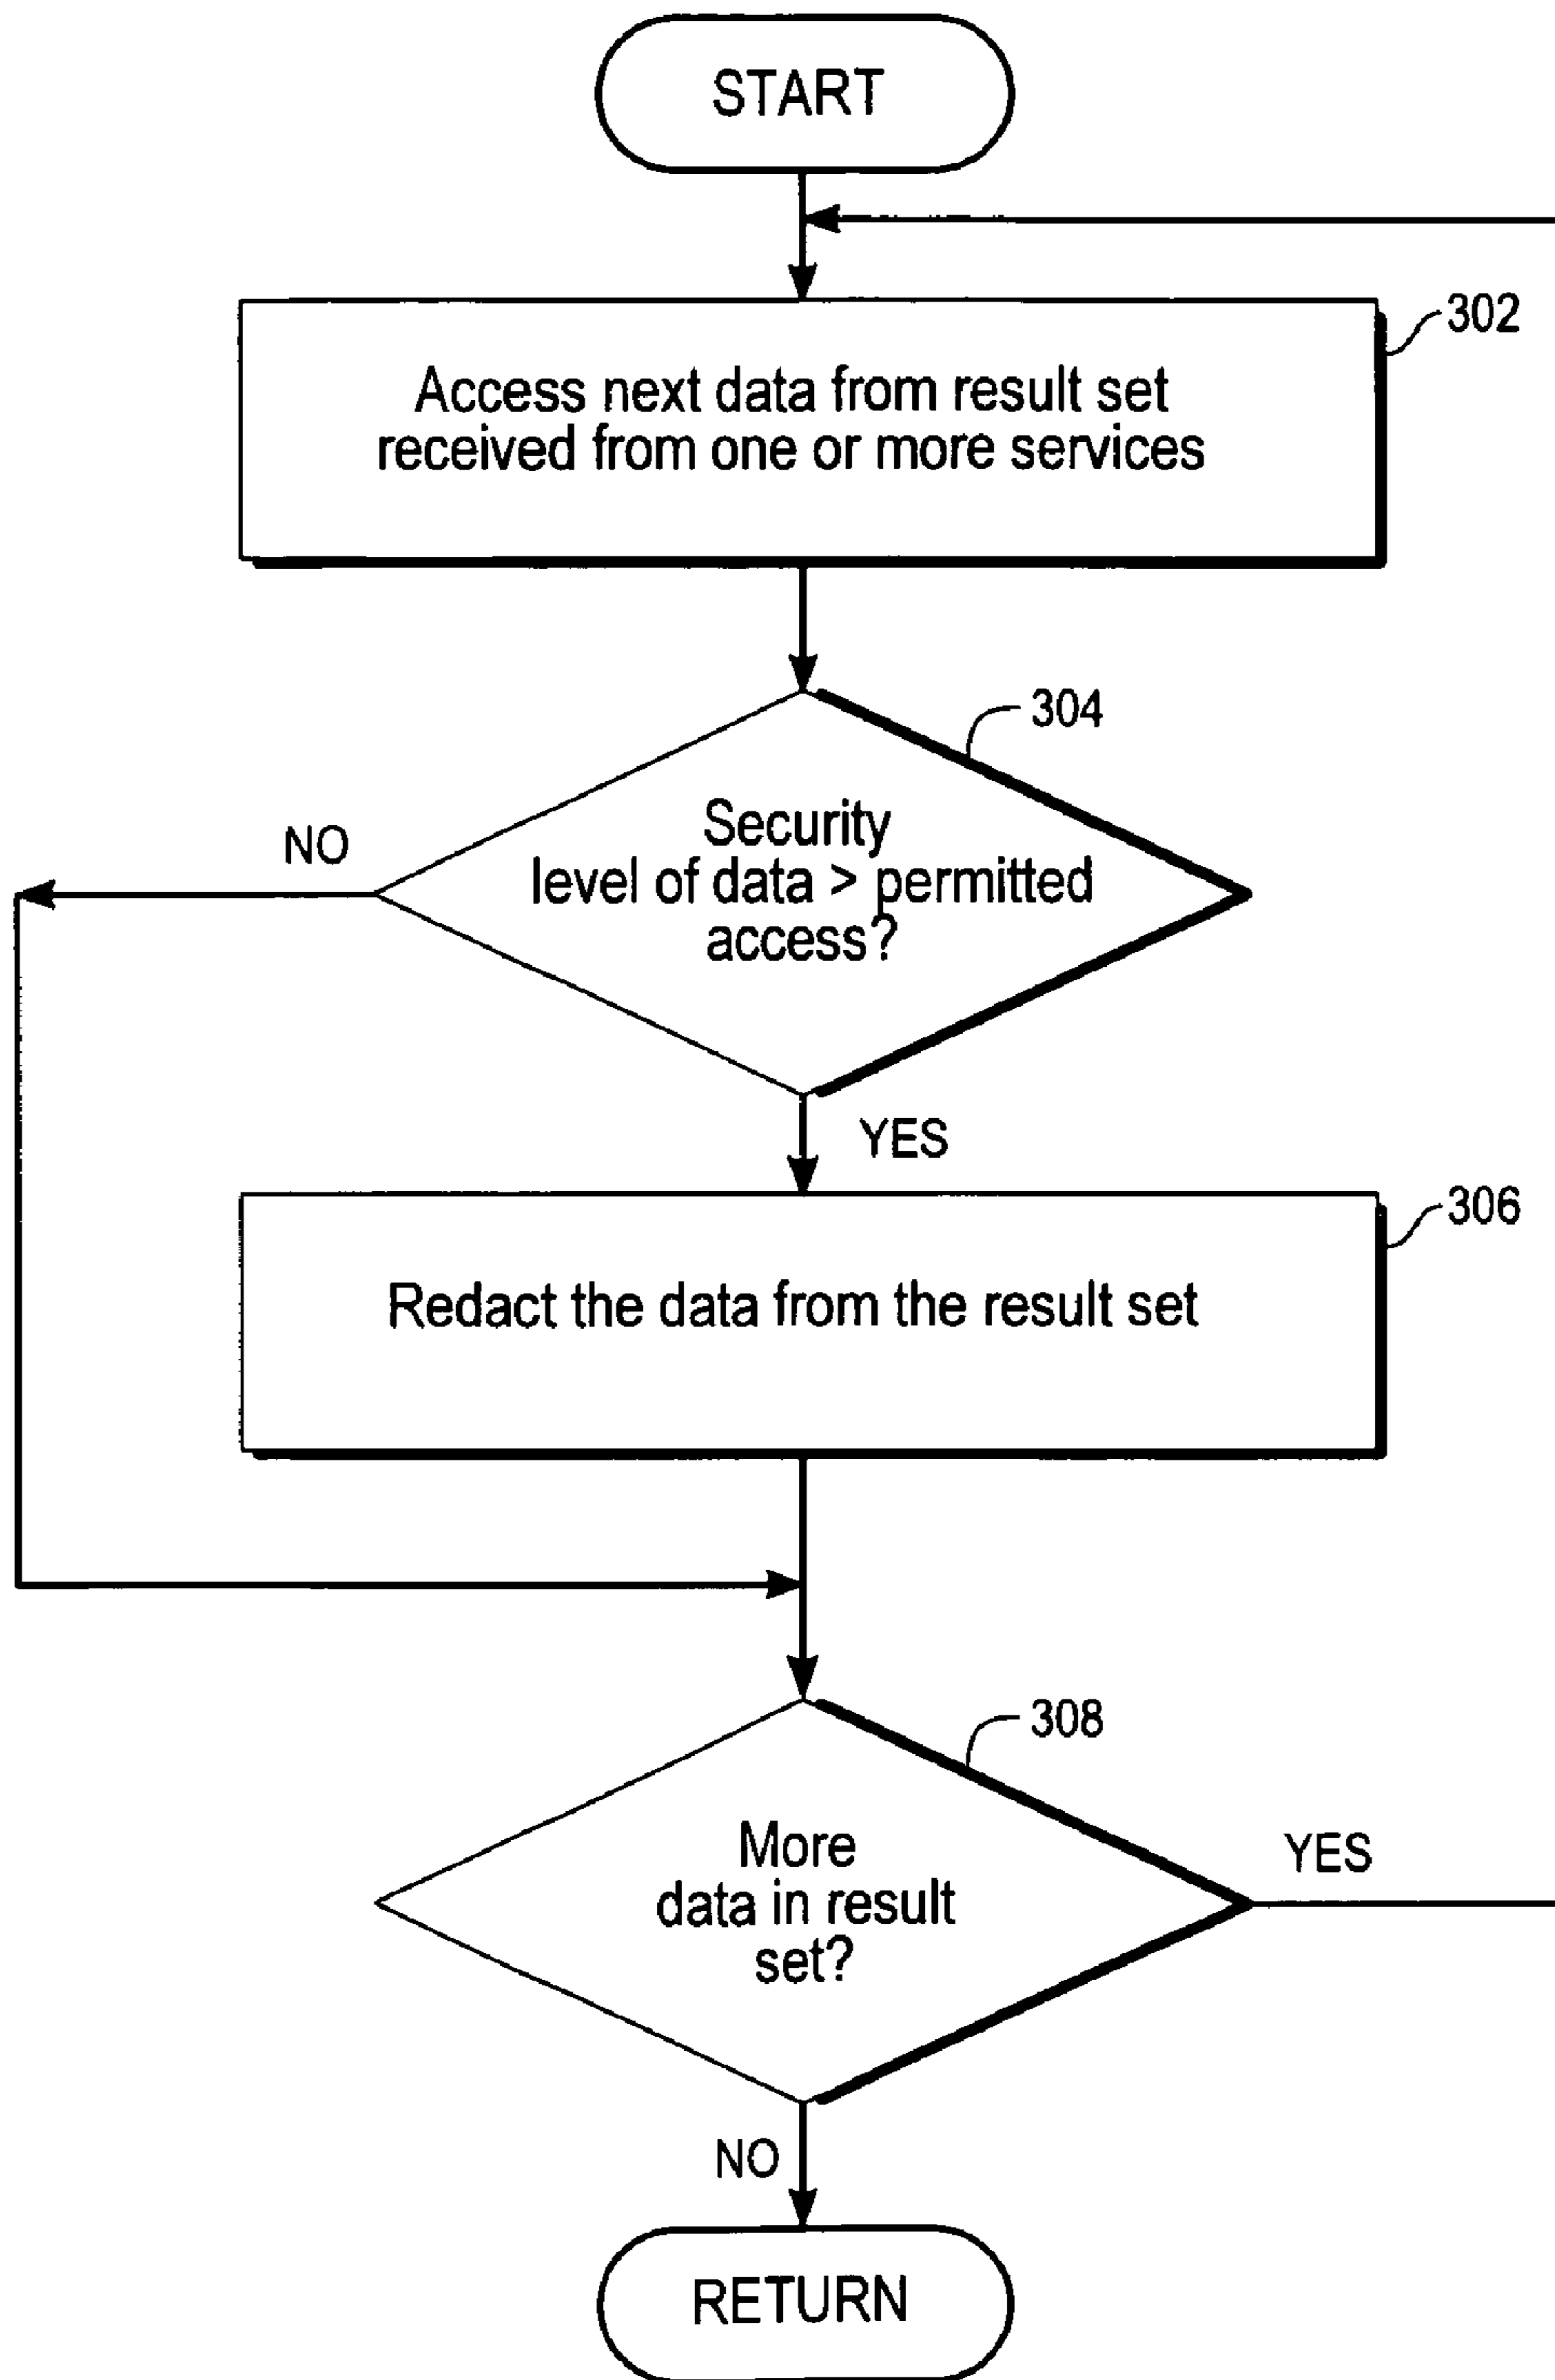 START
302
Access next data from result set
received from one or more services
304
Security
level of data > permitted
access?
NO
YES
306
Redact the data from the result set
308
More
data in result
set?
YES
NO
RETURN